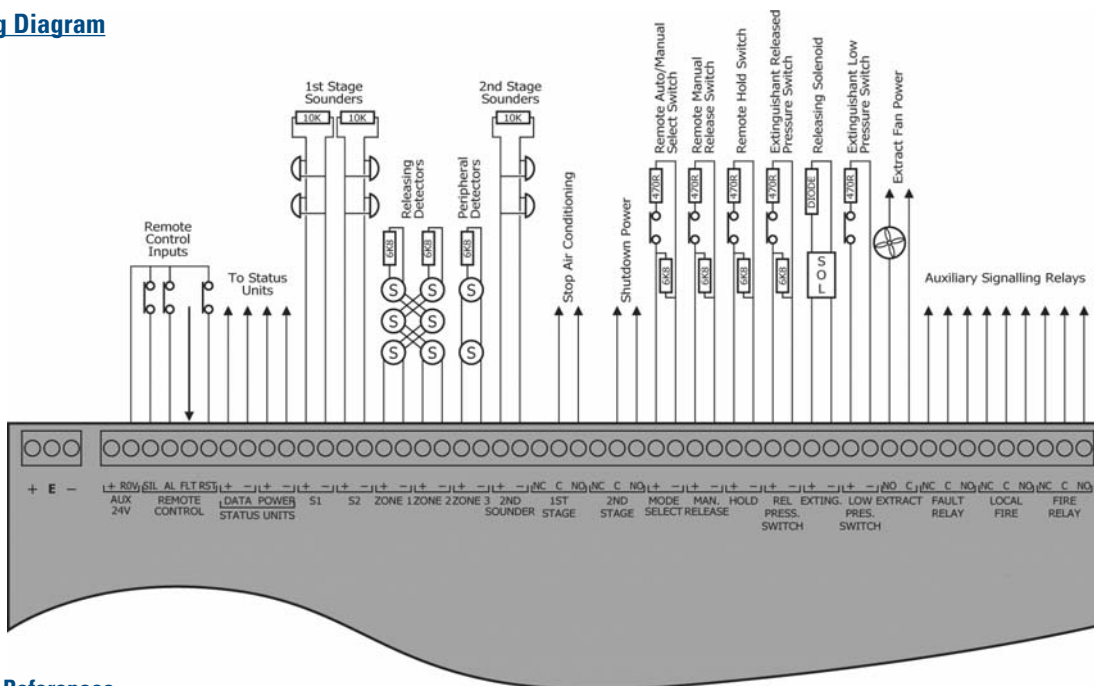 g Diagram
1st Stage
Sounders
10K
10K
2nd Stage
Sounders
10K
Releasing
Detectors
6K8
6K8
Peripheral
Detectors
6K8
Remote
Control
Inputs
To Status
Units
S
S
S
S
S
S
S
S
Stop Air Conditioning
Shutdown Power
Remote Auto/Manual
Select Switch
470R
6K8
Remote Manual
Release Switch
470R
6K8
Remote Hold Switch
470R
6K8
Extinguishant Released
Pressure Switch
470R
6K8
Releasing Solenoid
DIODE
SOL
Extinguishant Low
Pressure Switch
470R
Extract Fan Power
Auxiliary Signalling Relays
+ E -
+ R0V SIL AL FLT RST + - + - + - + - + - + - + - + - NC C NO NC C NO + - + - + - + - + - + - NO C NC C NO NC C NO NC C NO
AUX
24V
REMOTE
CONTROL
DATA POWER
STATUS UNITS
S1
S2
ZONE 1
ZONE 2
ZONE 3
2ND
SOUNDER
1ST
STAGE
2ND
STAGE
MODE
SELECT
MAN.
RELEASE
HOLD
REL
PRESS.
SWITCH
EXTING.
LOW
PRES.
SWITCH
EXTRACT
FAULT
RELAY
LOCAL
FIRE
FIRE
RELAY